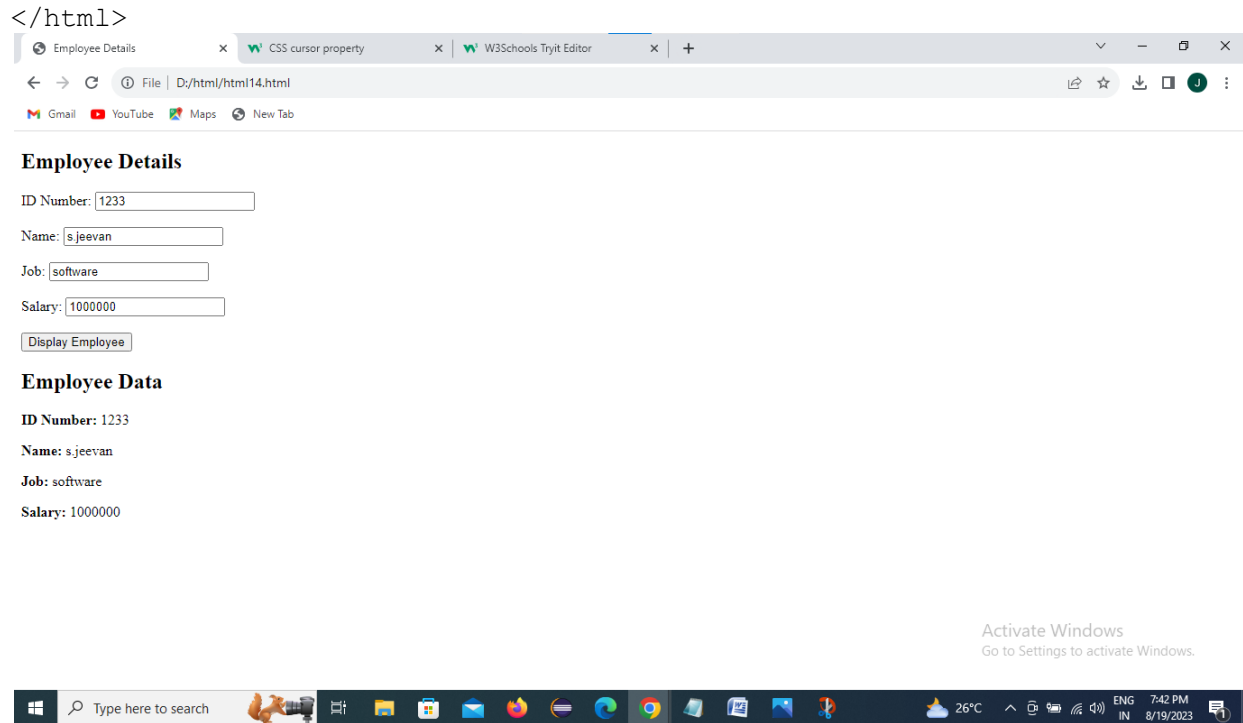 </html>
Employee Details
CSS cursor property
W3Schools Tryit Editor
File | D:/html/html14.html
J
Gmail YouTube Maps New Tab
Employee Details
ID Number: 1233
Name: s.jeevan
Job: software
Salary: 1000000
Display Employee
Employee Data
ID Number: 1233
Name: s.jeevan
Job: software
Salary: 1000000
Activate Windows
Go to Settings to activate Windows.
Type here to search
26°C
ENG
IN
7:42 PM
8/19/2023
1